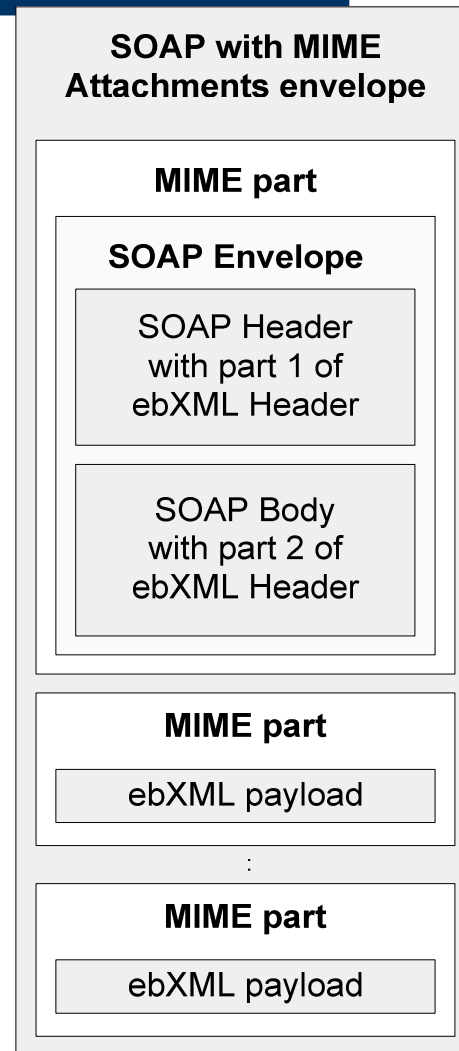 SOAP with MIME
Attachments envelope
MIME part
SOAP Envelope
SOAP Header
with part 1 of
ebXML Header
SOAP Body
with part 2 of
ebXML Header
MIME part
ebXML payload
:
MIME part
ebXML payload